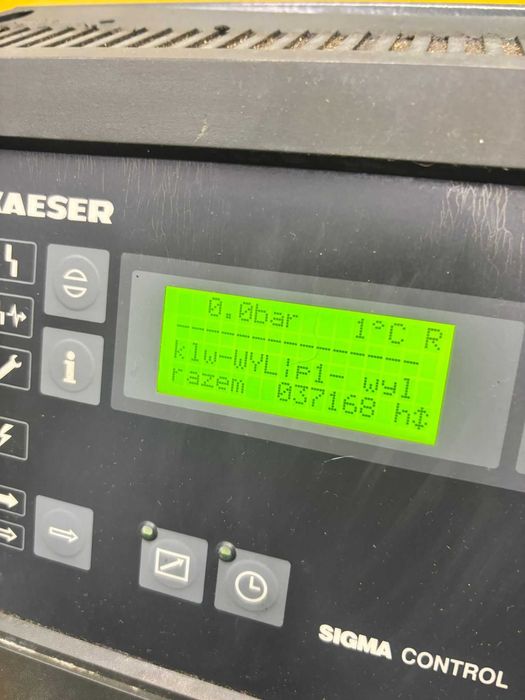 KAESER
0.0bar 1°C R
--------------------
klw-WYL¦p1- wyl
razem 037168 h↕
SIGMA CONTROL